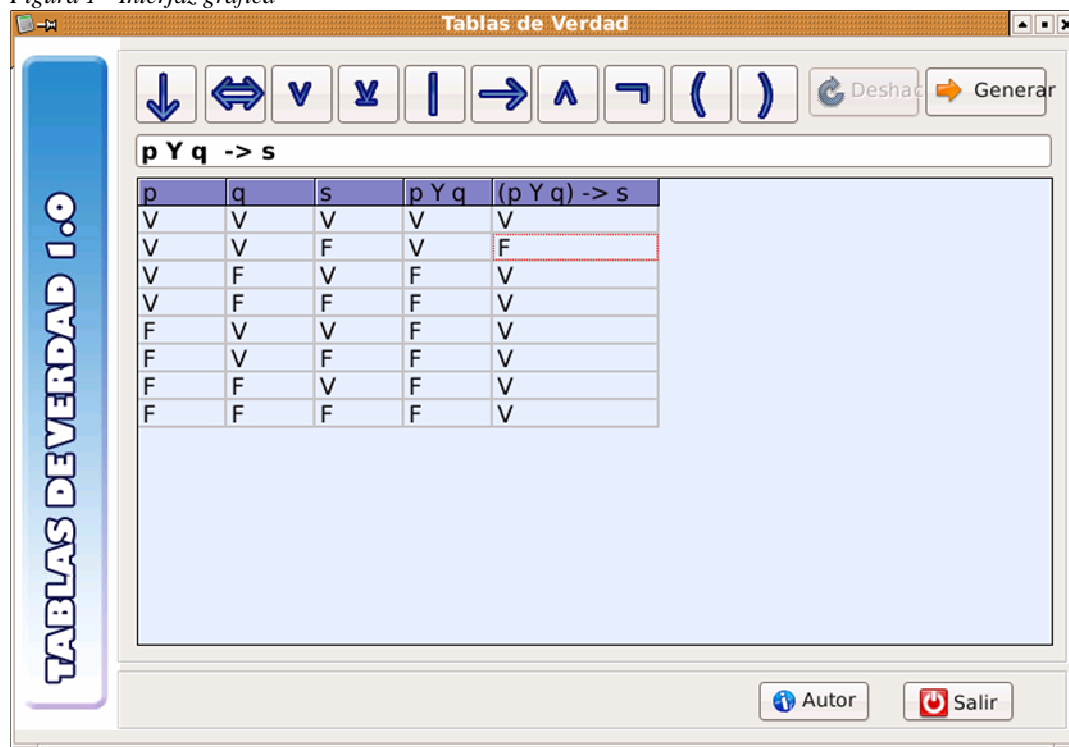 Figura 1 - Interfaz gráfica
Tablas de Verdad
Deshac Generar
p Y q -> s
p q s p Y q (p Y q) -> s
V V V V V
V V F V F
V F V F V
V F F F V
F V V F V
F V F F V
F F V F V
F F F F V
TABLAS DE VERDAD 1.0
Autor Salir